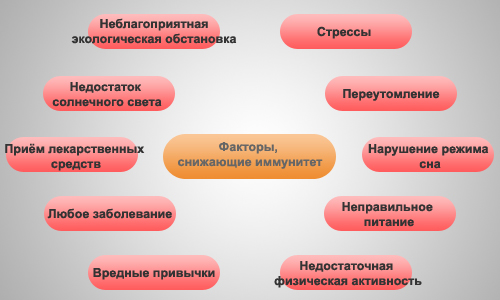 Неблагоприятная
экологическая обстановка
Стрессы
Недостаток
солнечного света
Переутомление
Приём лекарственных
средств
Факторы,
снижающие иммунитет
Нарушение режима
сна
Любое заболевание
Неправильное
питание
Вредные привычки
Недостаточная
физическая активность